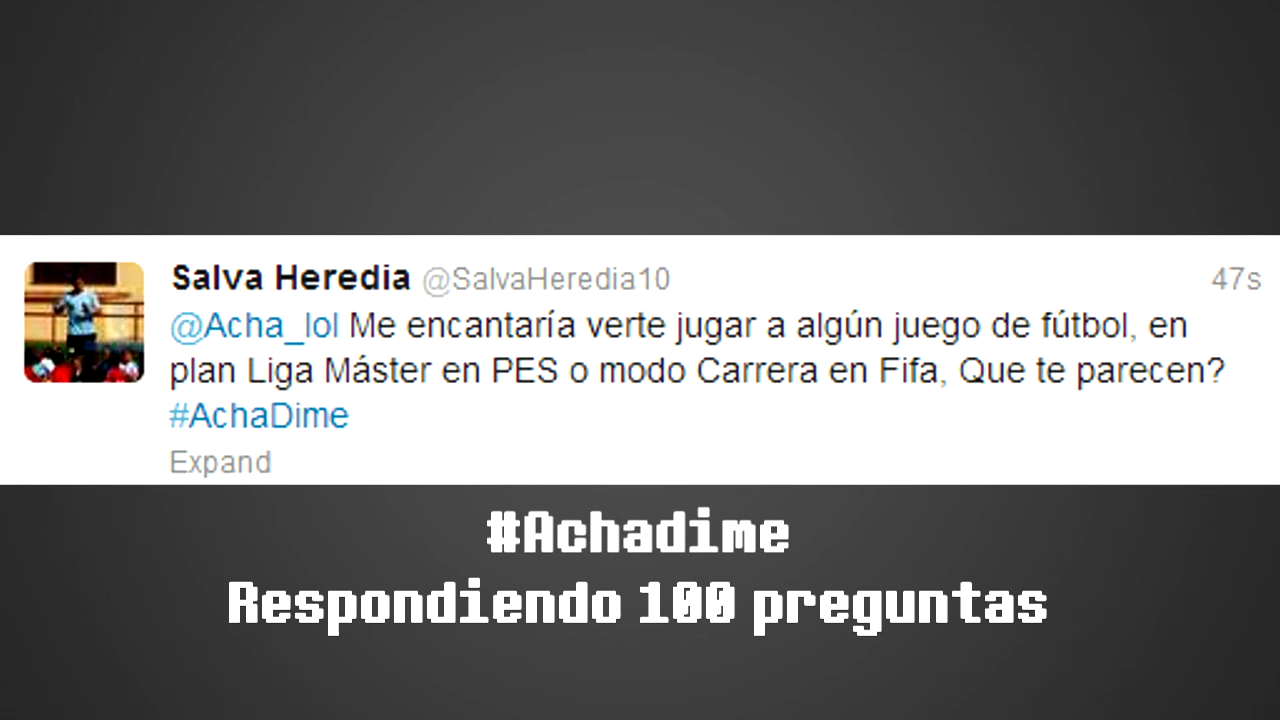 Salva Heredia @SalvaHeredia10 47s
@Acha_lol Me encantaría verte jugar a algún juego de fútbol, en
plan Liga Máster en PES o modo Carrera en Fifa, Que te parecen?
#AchaDime
Expand
#Achadime
Respondiendo 100 preguntas